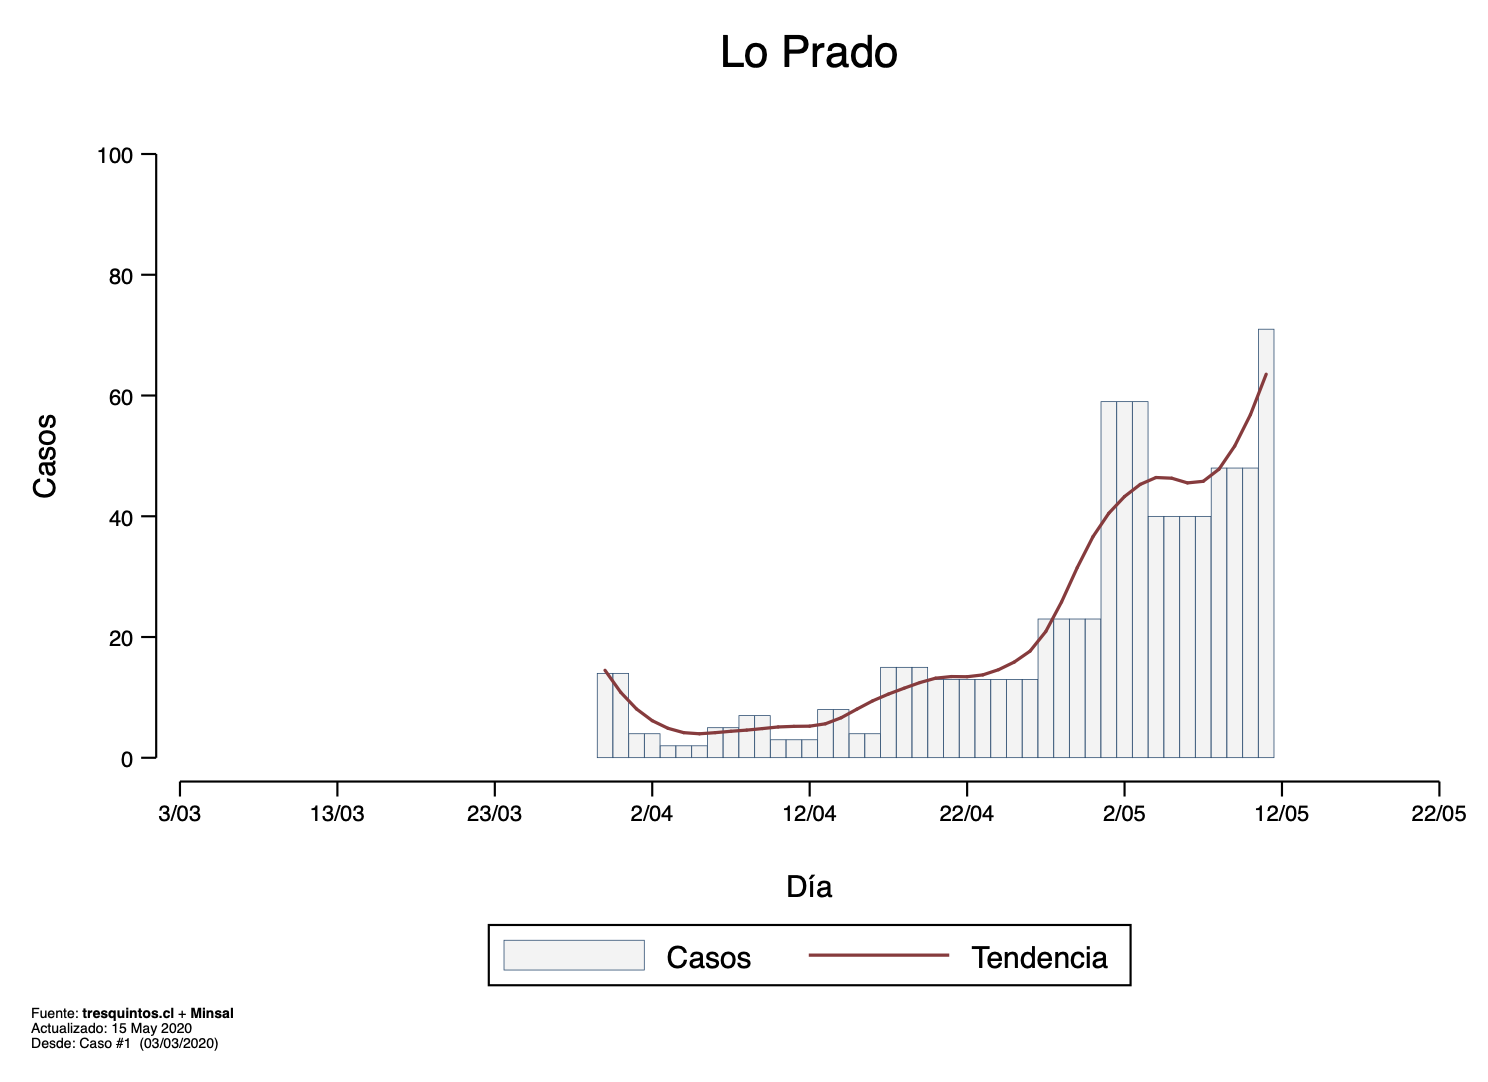 Lo Prado
100
80
60
40
20
0
Casos
3/03 13/03 23/03 2/04 12/04 22/04 2/05 12/05 22/05
Día
Casos Tendencia
Fuente: tresquintos.cl + Minsal
Actualizado: 15 May 2020
Desde: Caso #1 (03/03/2020)